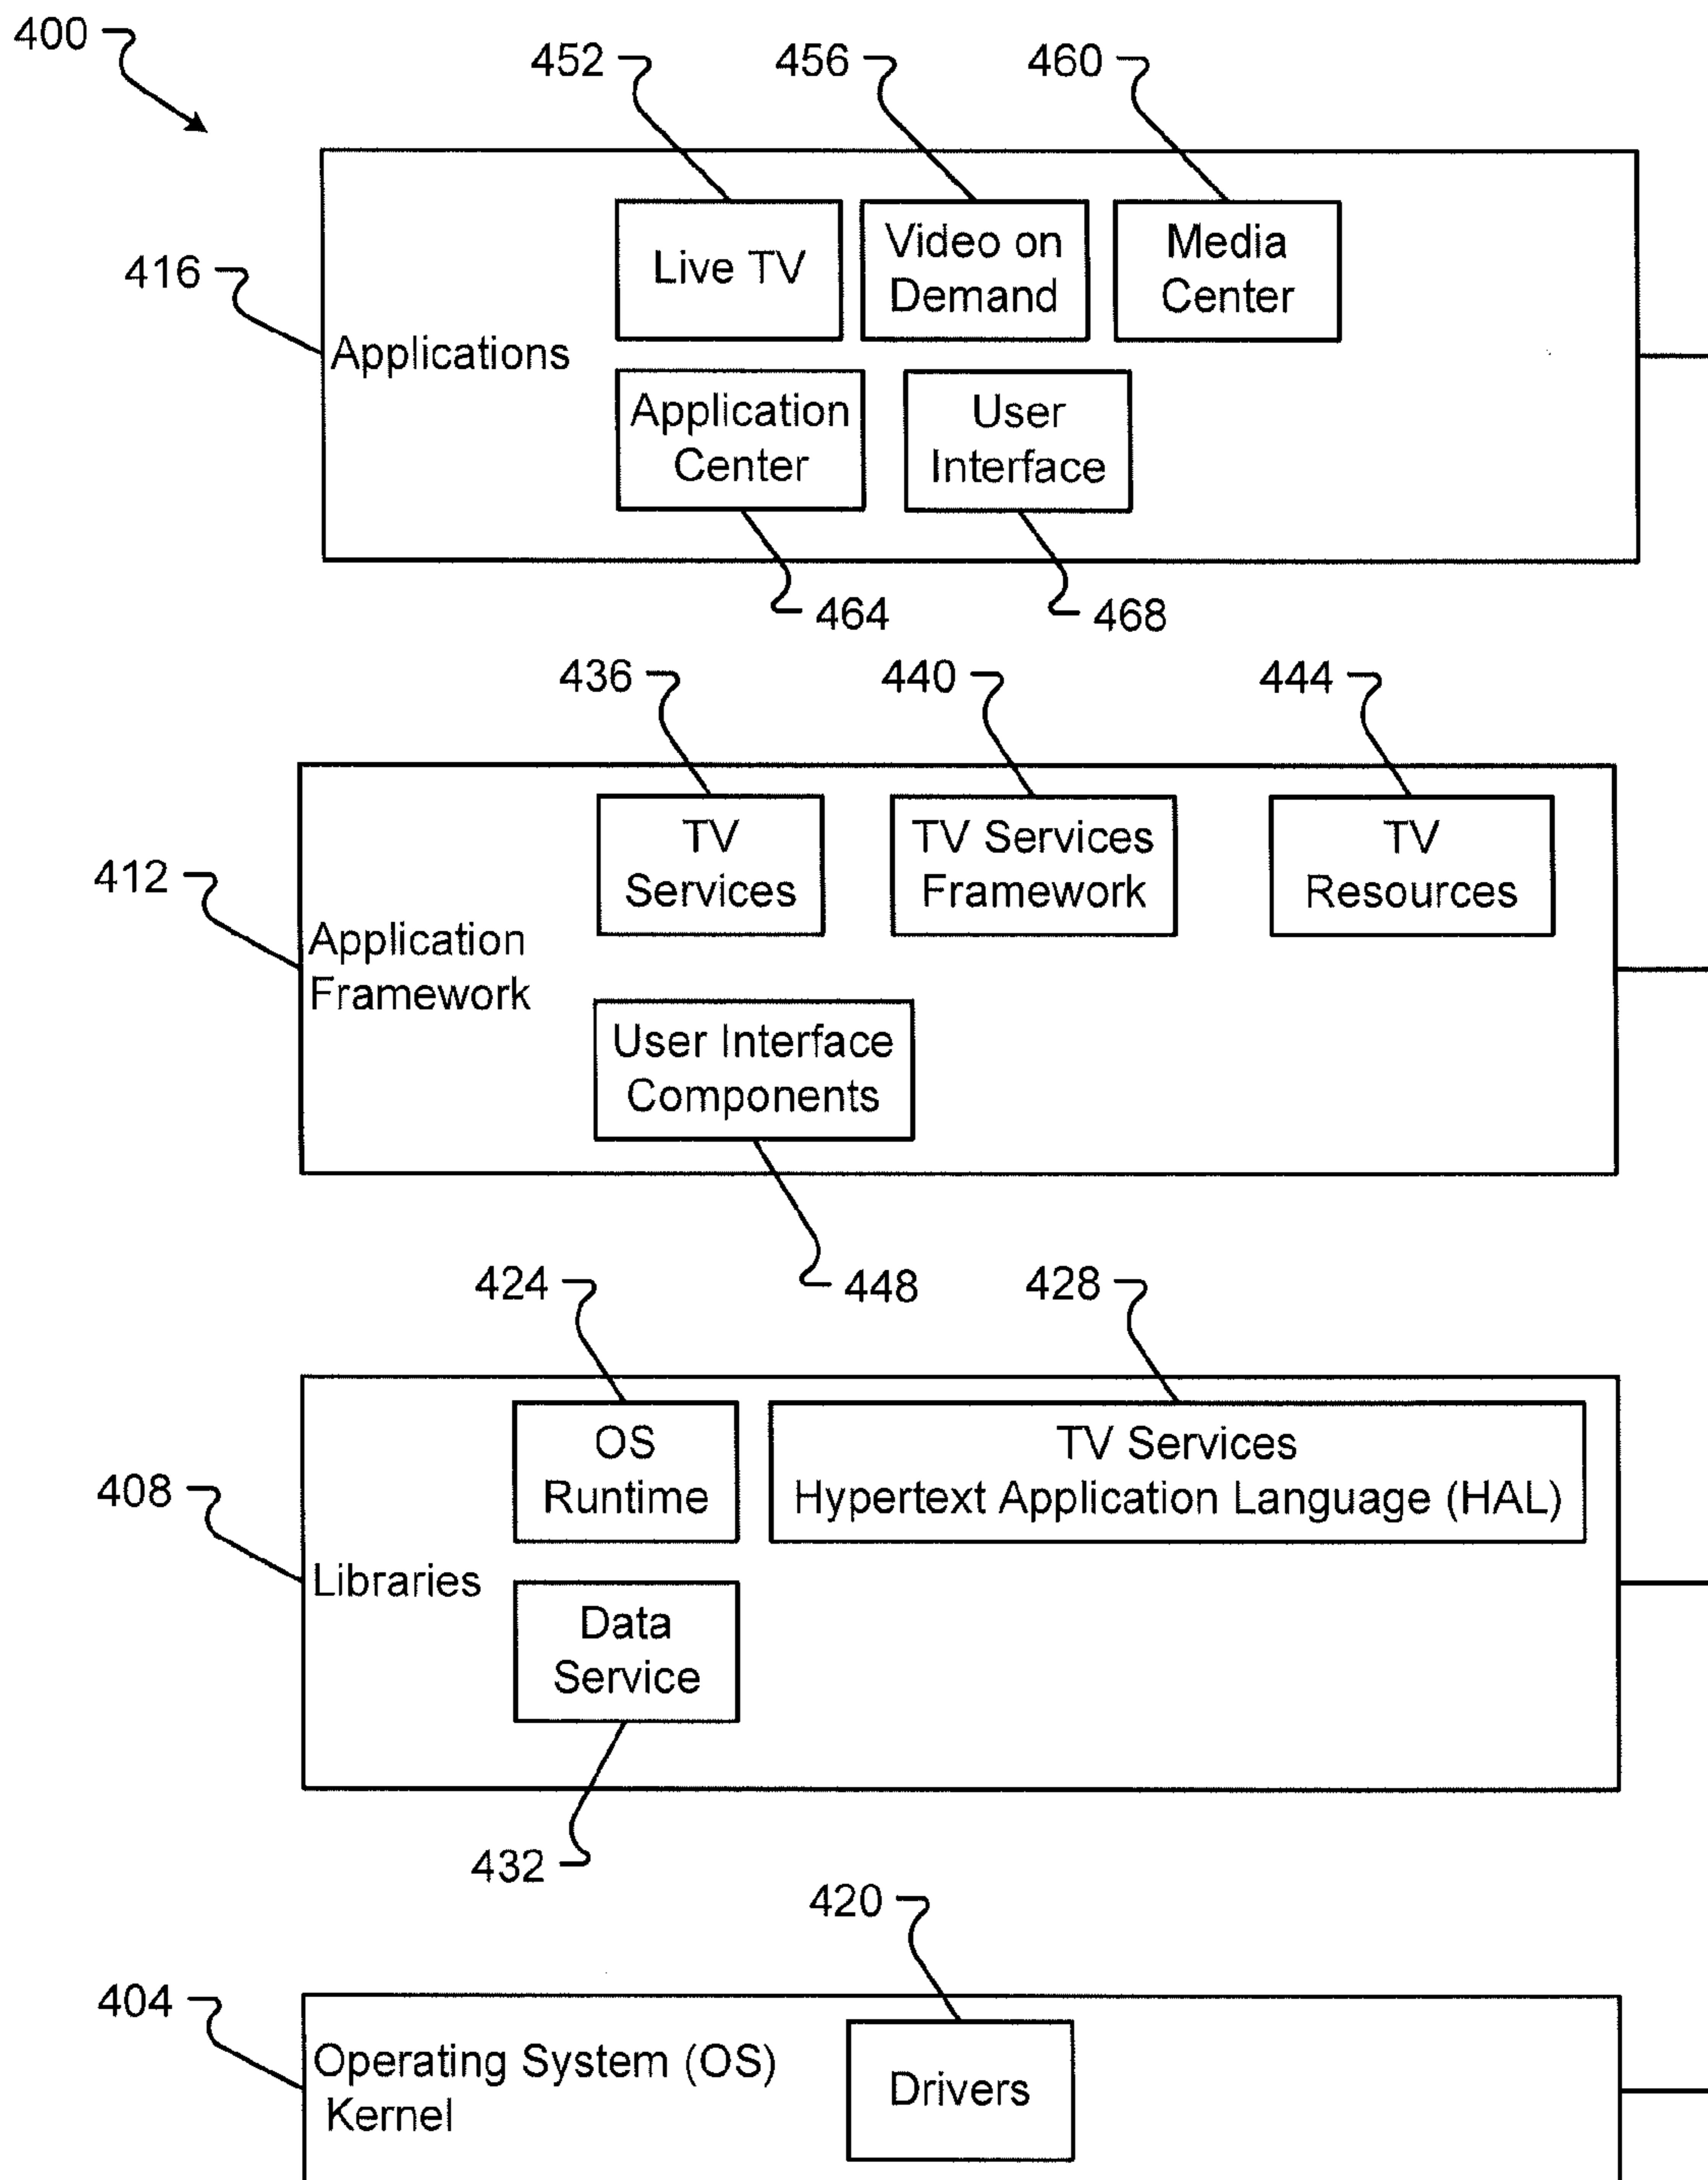 400
452
456
460
416
Applications
Live TV
Video on
Demand
Media
Center
Application
Center
User
Interface
464
468
436
440
444
412
Application
Framework
TV
Services
TV Services
Framework
TV
Resources
User Interface
Components
448
424
428
408
Libraries
OS
Runtime
TV Services
Hypertext Application Language (HAL)
Data
Service
432
420
404
Operating System (OS)
Kernel
Drivers